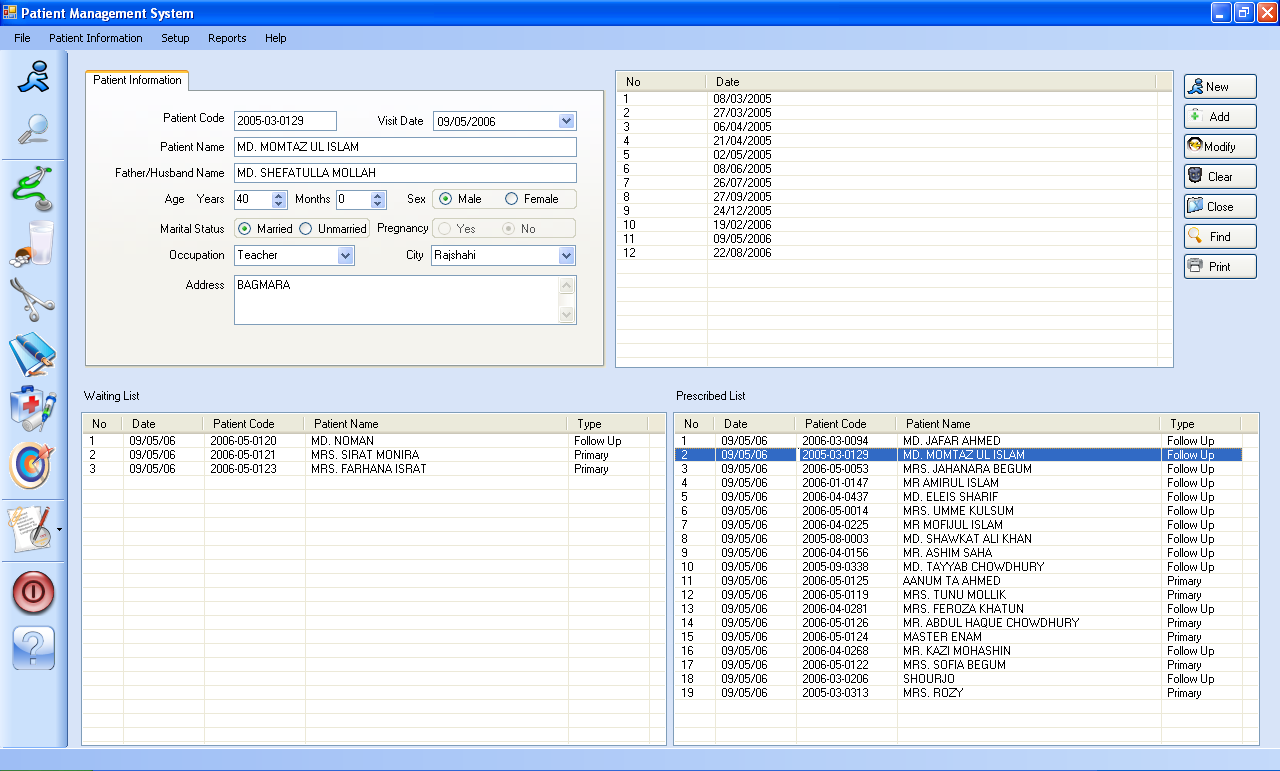 Patient Management System
File Patient Information Setup Reports Help
Patient Information
Patient Code 2005-03-0129 Visit Date 09/05/2006
Patient Name MD. MOMTAZ UL ISLAM
Father/Husband Name MD. SHEFATULLA MOLLAH
Age Years 40 Months 0 Sex Male Female
Marital Status Married Unmarried Pregnancy Yes No
Occupation Teacher City Rajshahi
Address BAGMARA
No Date
1 08/03/2005
2 27/03/2005
3 06/04/2005
4 21/04/2005
5 02/05/2005
6 08/06/2005
7 26/07/2005
8 27/09/2005
9 24/12/2005
10 19/02/2006
11 09/05/2006
12 22/08/2006
New
Add
Modify
Clear
Close
Find
Print
Waiting List
No Date Patient Code Patient Name Type
1 09/05/06 2006-05-0120 MD. NOMAN Follow Up
2 09/05/06 2006-05-0121 MRS. SIRAT MONIRA Primary
3 09/05/06 2006-05-0123 MRS. FARHANA ISRAT Primary
Prescribed List
No Date Patient Code Patient Name Type
1 09/05/06 2006-03-0094 MD. JAFAR AHMED Follow Up
2 09/05/06 2005-03-0129 MD. MOMTAZ UL ISLAM Follow Up
3 09/05/06 2006-05-0053 MRS. JAHANARA BEGUM Follow Up
4 09/05/06 2006-01-0147 MR AMIRUL ISLAM Follow Up
5 09/05/06 2006-04-0437 MD. ELEIS SHARIF Follow Up
6 09/05/06 2006-05-0014 MRS. UMME KULSUM Follow Up
7 09/05/06 2006-04-0225 MR MOFIJUL ISLAM Follow Up
8 09/05/06 2005-08-0003 MD. SHAWKAT ALI KHAN Follow Up
9 09/05/06 2006-04-0156 MR. ASHIM SAHA Follow Up
10 09/05/06 2005-09-0338 MD. TAYYAB CHOWDHURY Follow Up
11 09/05/06 2006-05-0125 AANUM TA AHMED Primary
12 09/05/06 2006-05-0119 MRS. TUNU MOLLIK Primary
13 09/05/06 2006-04-0281 MRS. FEROZA KHATUN Follow Up
14 09/05/06 2006-05-0126 MR. ABDUL HAQUE CHOWDHURY Primary
15 09/05/06 2006-05-0124 MASTER ENAM Primary
16 09/05/06 2006-04-0268 MR. KAZI MOHASHIN Follow Up
17 09/05/06 2006-05-0122 MRS. SOFIA BEGUM Primary
18 09/05/06 2006-03-0206 SHOURJO Follow Up
19 09/05/06 2005-03-0313 MRS. ROZY Primary